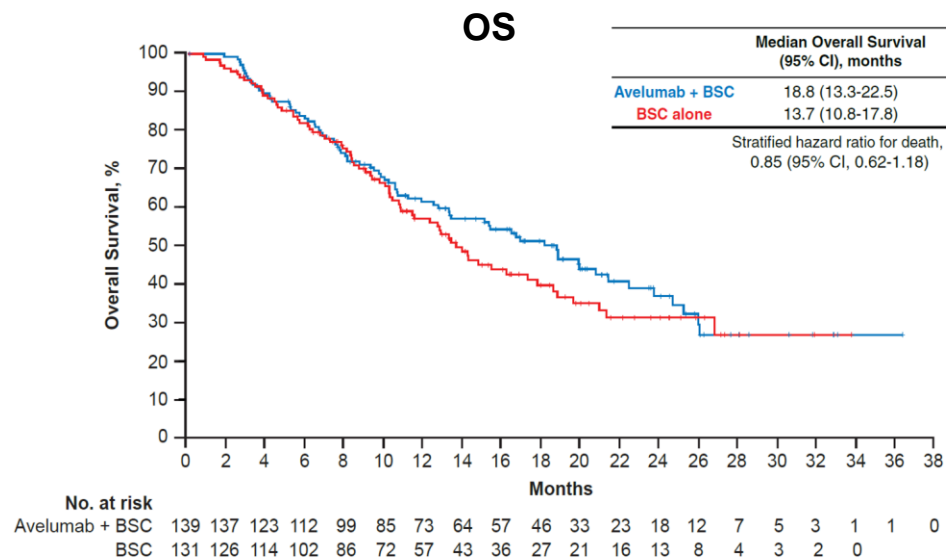 OS
Median Overall Survival
(95% CI), months
Avelumab + BSC 18.8 (13.3-22.5)
BSC alone 13.7 (10.8-17.8)
Stratified hazard ratio for death,
0.85 (95% CI, 0.62-1.18)
Overall Survival, %
100
90
80
70
60
50
40
30
20
10
0
0 2 4 6 8 10 12 14 16 18 20 22 24 26 28 30 32 34 36 38
Months
No. at risk
Avelumab + BSC 139 137 123 112 99 85 73 64 57 46 33 23 18 12 7 5 3 1 1 0
BSC 131 126 114 102 86 72 57 43 36 27 21 16 13 8 4 3 2 0